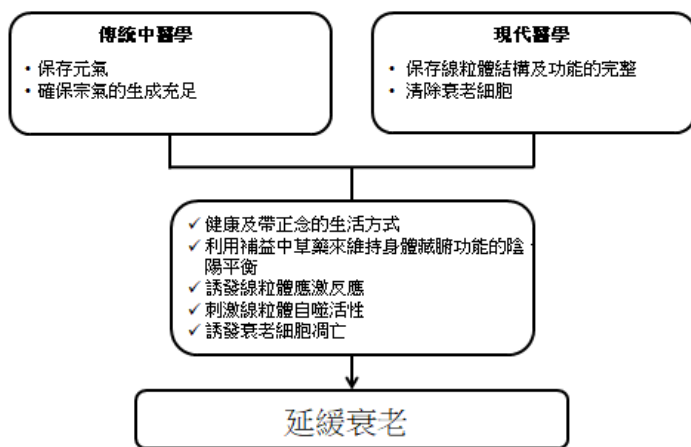 傳統中醫學
• 保存元氣
• 確保宗氣的生成充足
現代醫學
• 保存線粒體結構及功能的完整
• 清除衰老細胞
✓ 健康及帶正念的生活方式
✓ 利用補益中草藥來維持身體藏腑功能的陰、
陽平衡
✓ 誘發線粒體應激反應
✓ 刺激線粒體自噬活性
✓ 誘發衰老細胞凋亡
延緩衰老